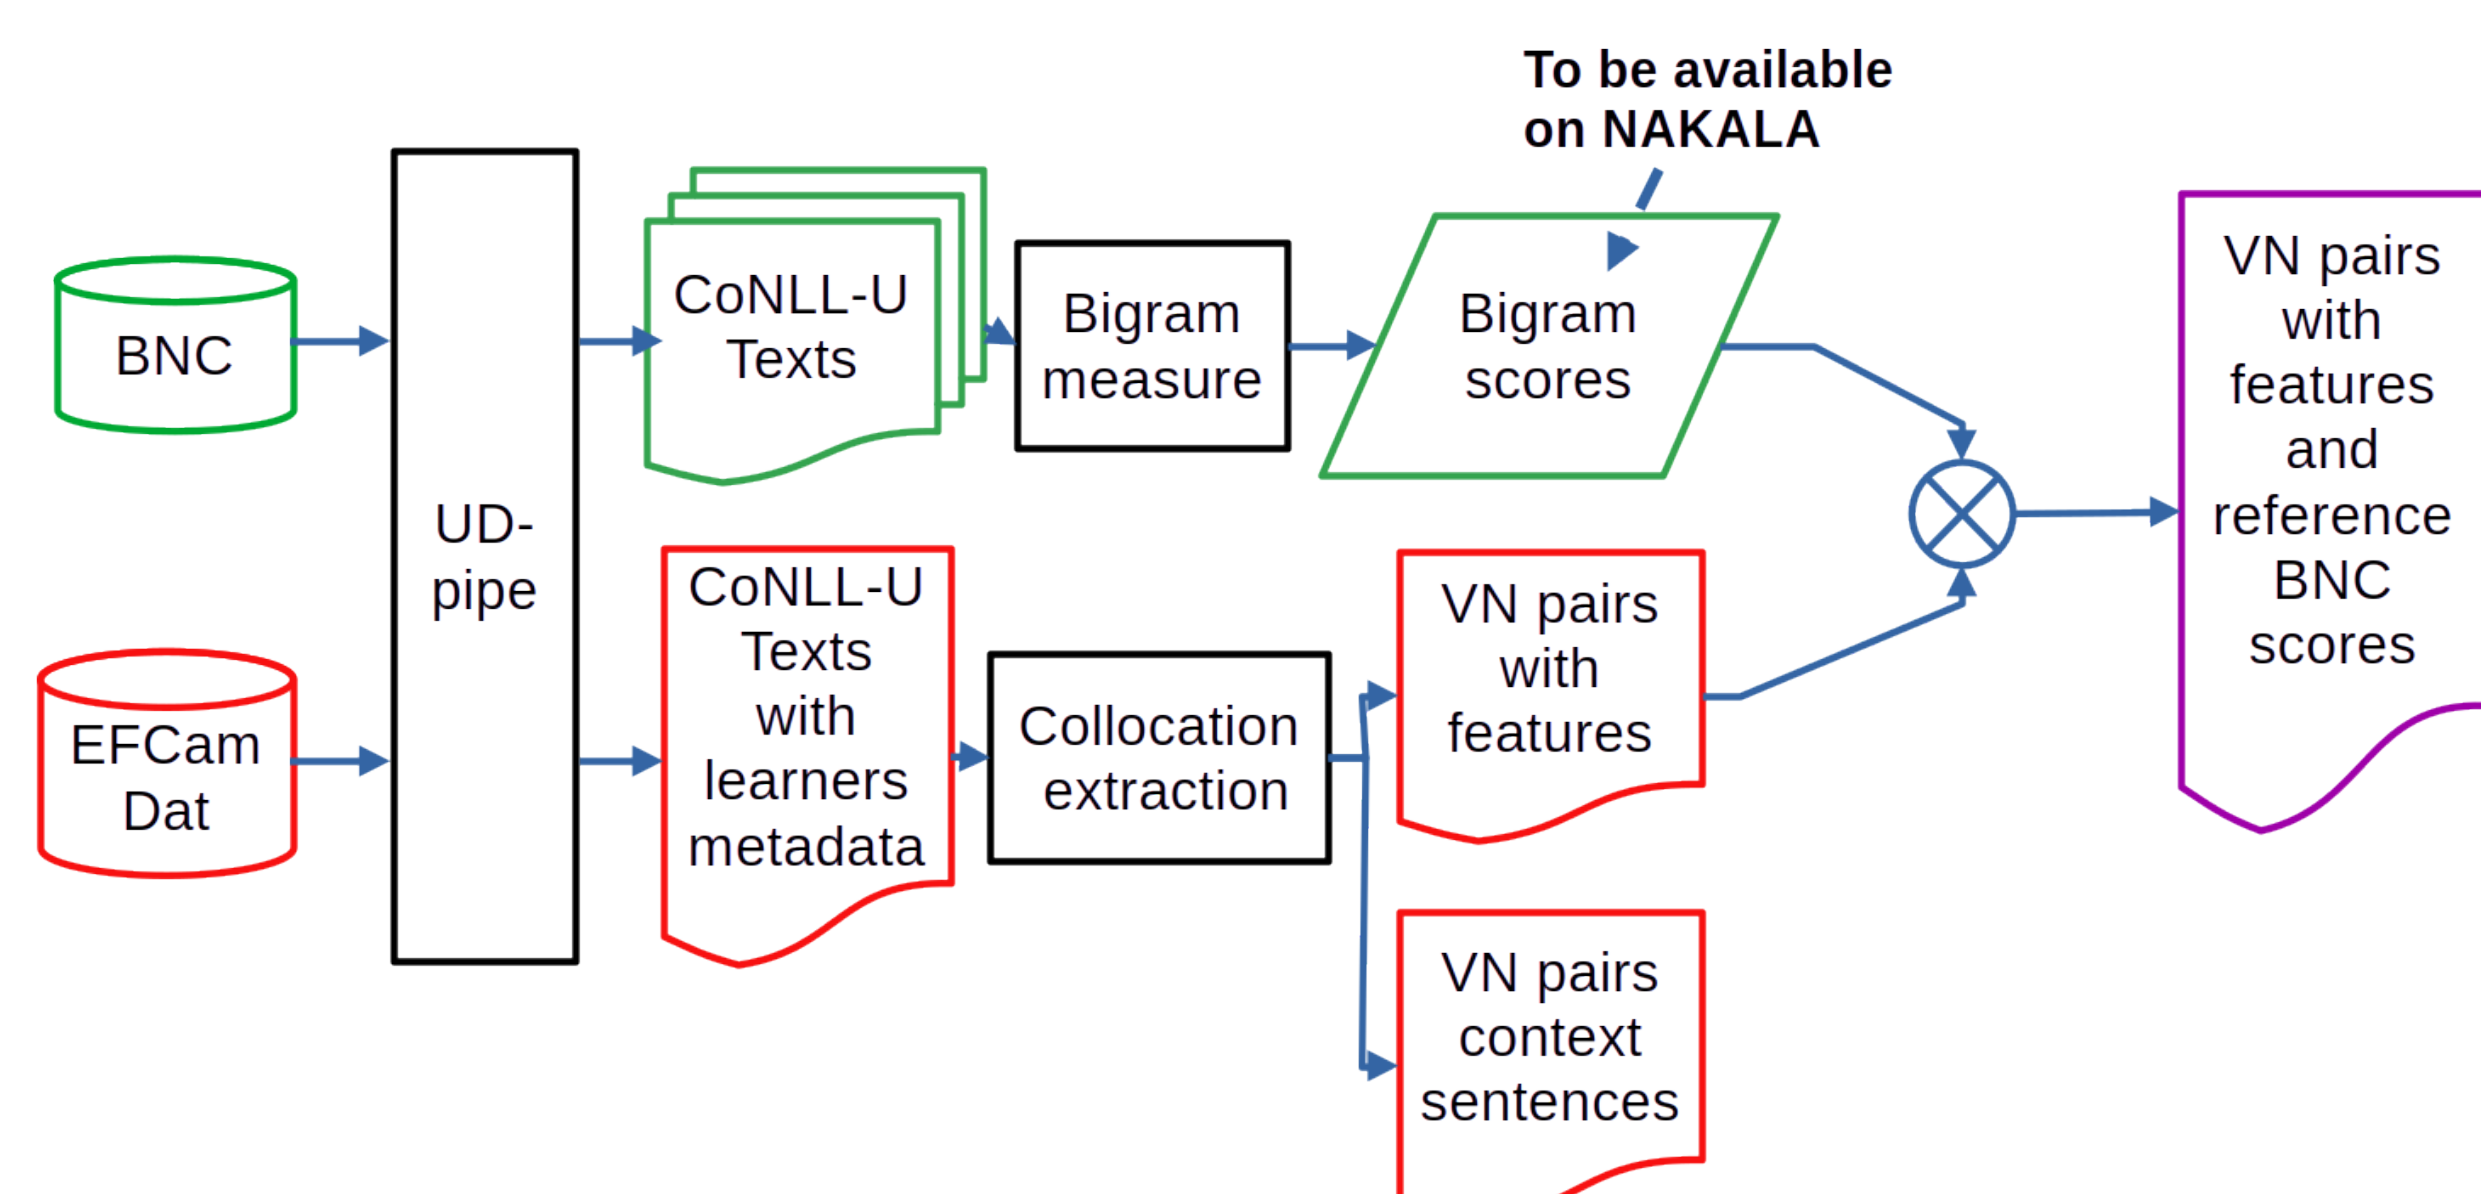 To be available
on NAKALA
BNC
UD-
pipe
CoNLL-U
Texts
Bigram
measure
Bigram
scores
EFCam
Dat
CoNLL-U
Texts
with
learners
metadata
Collocation
extraction
VN pairs
with
features
VN pairs
context
sentences
VN pairs
with
features
and
reference
BNC
scores